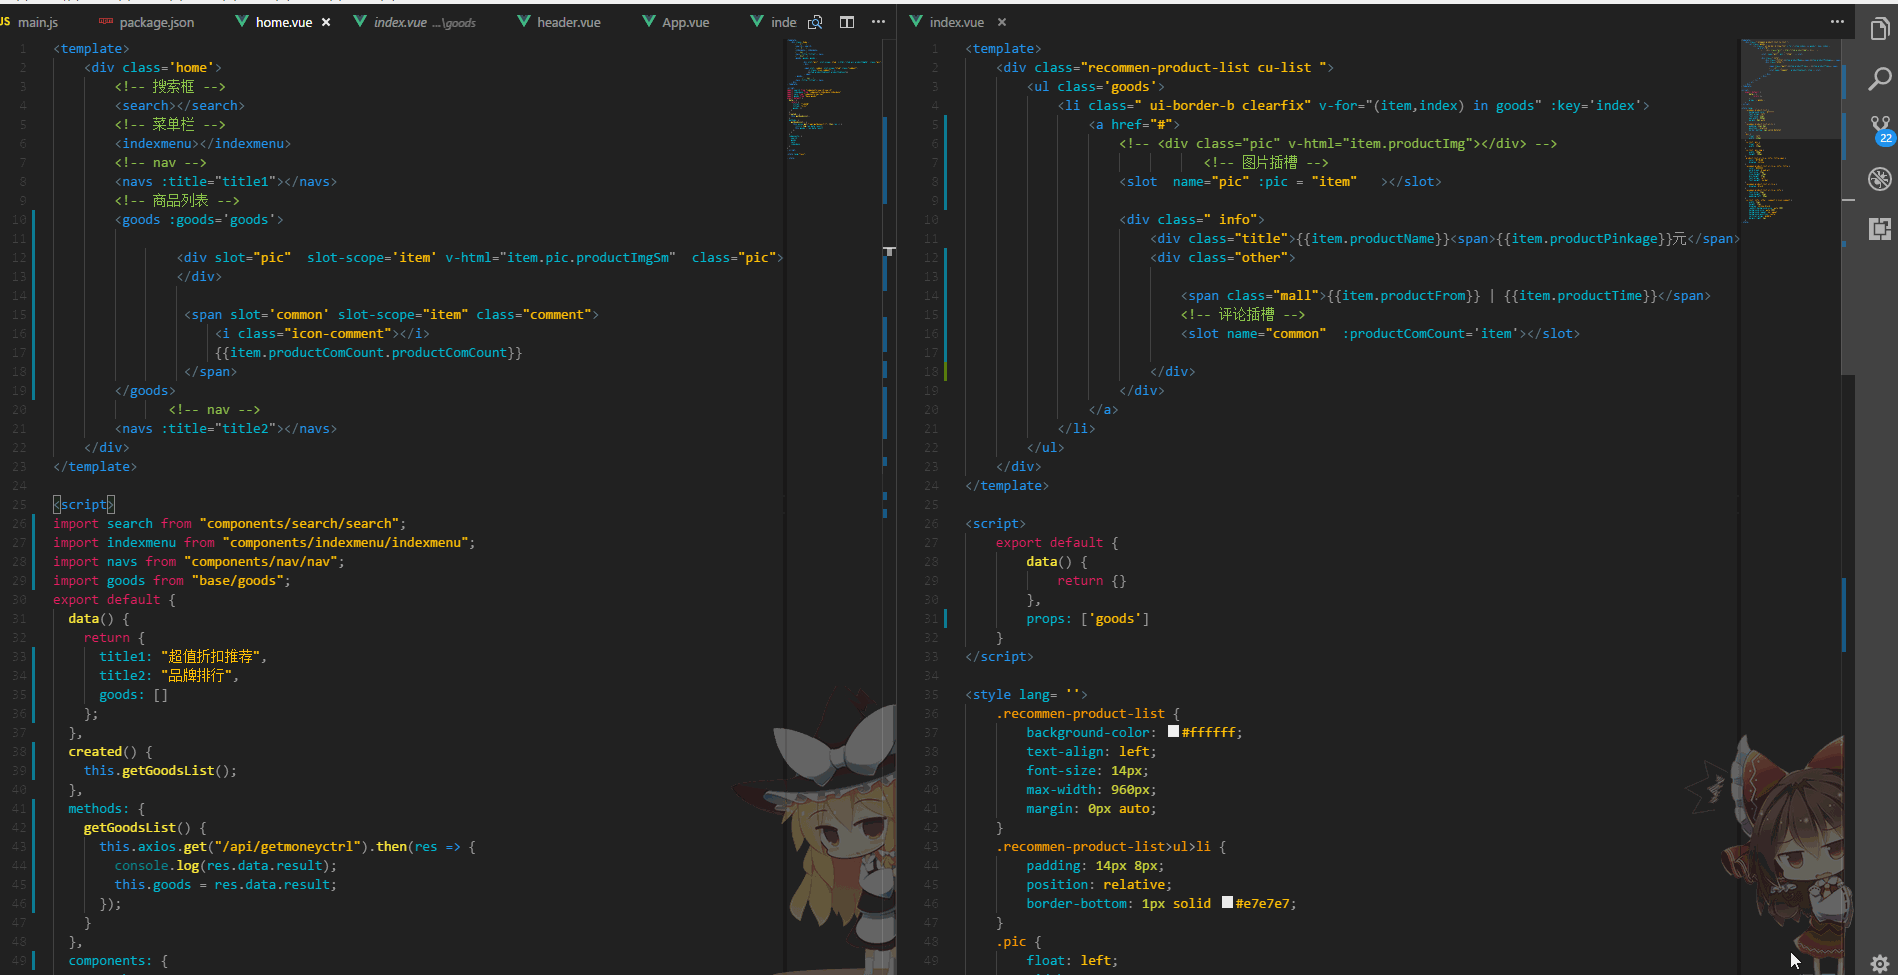 JS main.js package.json home.vue × index.vue ...\goods header.vue App.vue inde
1 <template>
2 <div class='home'>
3 <!-- 搜索框 -->
4 <search></search>
5 <!-- 菜单栏 -->
6 <indexmenu></indexmenu>
7 <!-- nav -->
8 <navs :title="title1"></navs>
9 <!-- 商品列表 -->
10 <goods :goods='goods'>
11
12 <div slot="pic" slot-scope='item' v-html="item.pic.productImgSm" class="pic">
13 </div>
14
15 <span slot='common' slot-scope="item" class="comment">
16 <i class="icon-comment"></i>
17 {{item.productComCount.productComCount}}
18 </span>
19 </goods>
20 <!-- nav -->
21 <navs :title="title2"></navs>
22 </div>
23 </template>
24
25 <script>
26 import search from "components/search/search";
27 import indexmenu from "components/indexmenu/indexmenu";
28 import navs from "components/nav/nav";
29 import goods from "base/goods";
30 export default {
31 data() {
32 return {
33 title1: "超值折扣推荐",
34 title2: "品牌排行",
35 goods: []
36 };
37 },
38 created() {
39 this.getGoodsList();
40 },
41 methods: {
42 getGoodsList() {
43 this.axios.get("/api/getmoneyctrl").then(res => {
44 console.log(res.data.result);
45 this.goods = res.data.result;
46 });
47 }
48 },
49 components: {
index.vue ×
1 <template>
2 <div class="recommen-product-list cu-list ">
3 <ul class='goods'>
4 <li class=" ui-border-b clearfix" v-for="(item,index) in goods" :key='index'>
5 <a href="#">
6 <!-- <div class="pic" v-html="item.productImg"></div> -->
7 <!-- 图片插槽 -->
8 <slot name="pic" :pic = "item" ></slot>
9
10 <div class=" info">
11 <div class="title">{{item.productName}}<span>{{item.productPinkage}}元</span>
12 <div class="other">
13
14 <span class="mall">{{item.productFrom}} | {{item.productTime}}</span>
15 <!-- 评论插槽 -->
16 <slot name="common" :productComCount='item'></slot>
17
18 </div>
19 </div>
20 </a>
21 </li>
22 </ul>
23 </div>
24 </template>
25
26 <script>
27 export default {
28 data() {
29 return {}
30 },
31 props: ['goods']
32 }
33 </script>
34
35 <style lang= ''>
36 .recommen-product-list {
37 background-color: #ffffff;
38 text-align: left;
39 font-size: 14px;
40 max-width: 960px;
41 margin: 0px auto;
42 }
43 .recommen-product-list>ul>li {
44 padding: 14px 8px;
45 position: relative;
46 border-bottom: 1px solid #e7e7e7;
47 }
48 .pic {
49 float: left;
22